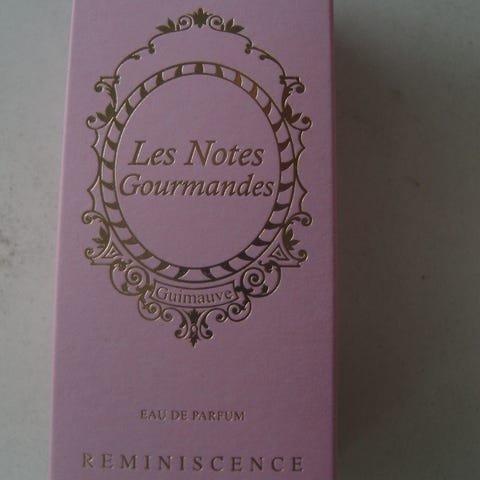 Les Notes
Gourmandes
Guimauve
EAU DE PARFUM
REMINISCENCE